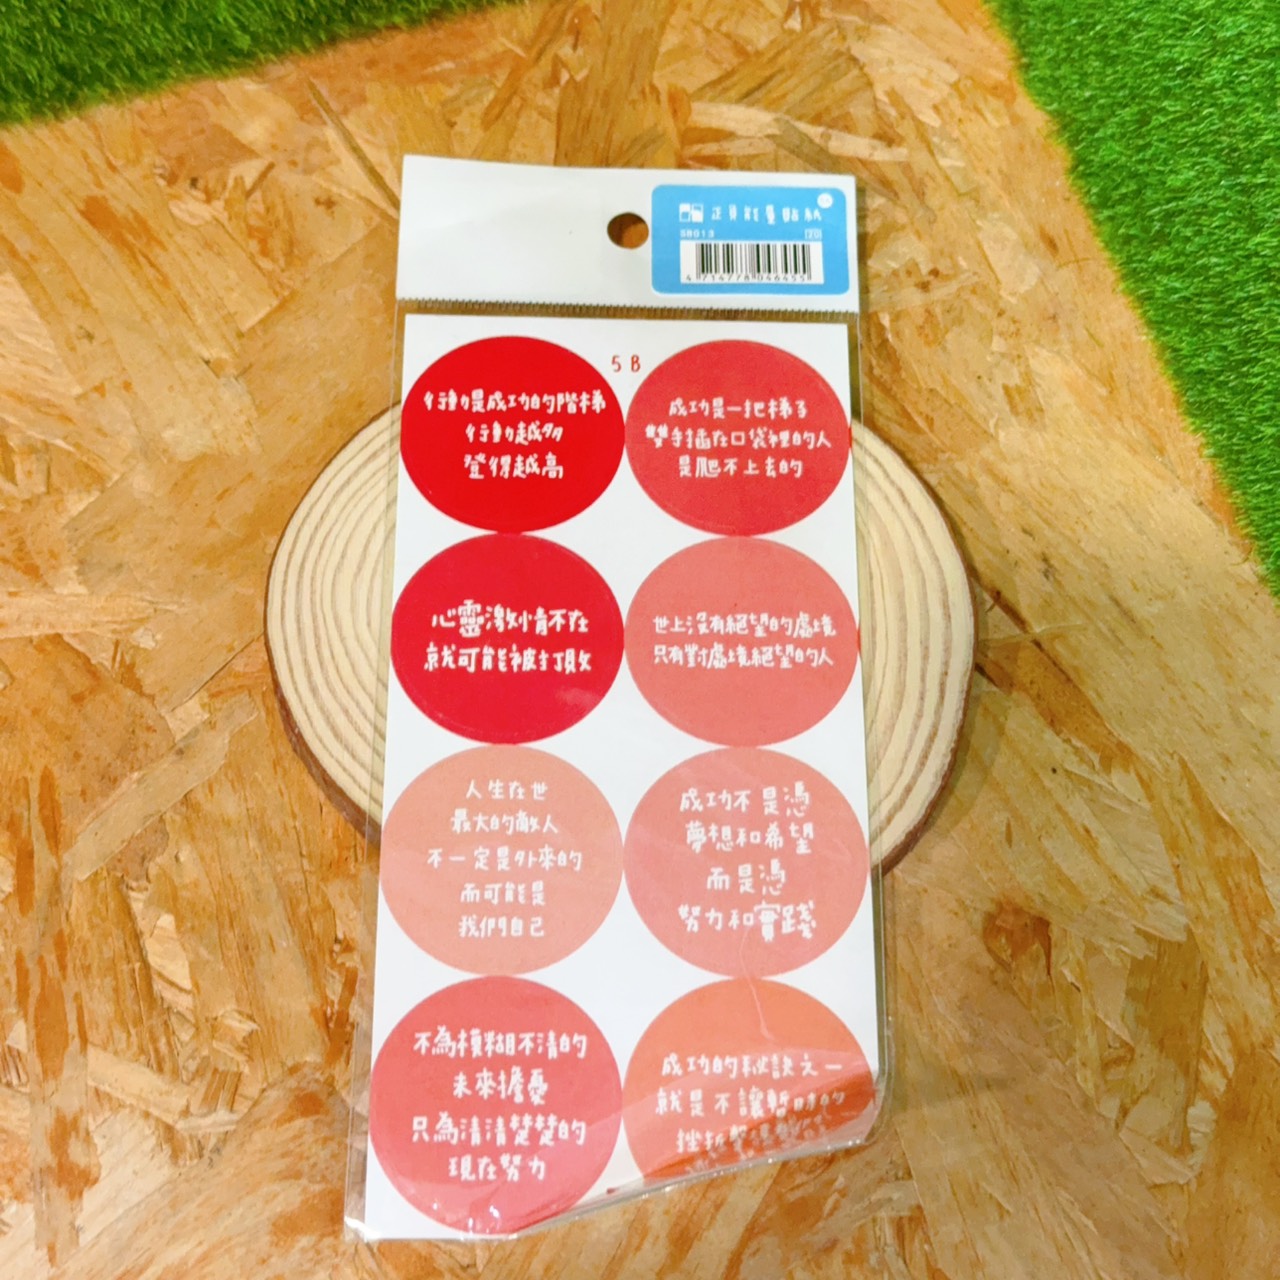 正負能量貼紙
SB013
20
4 714778 046455
5 B
行動是成功的階梯
行動越多
登得越高
成功是一把梯子
雙手插在口袋裡的人
是爬不上去的
心靈激情不在
就可能被打敗
世上沒有絕望的處境
只有對處境絕望的人
人生在世
最大的敵人
不一定是外來的
而可能是
我們自己
成功不是憑
夢想和希望
而是憑
努力和實踐
不為模糊不清的
未來擔憂
只為清清楚楚的
現在努力
成功的秘訣之一
就是不讓暫時的
挫折